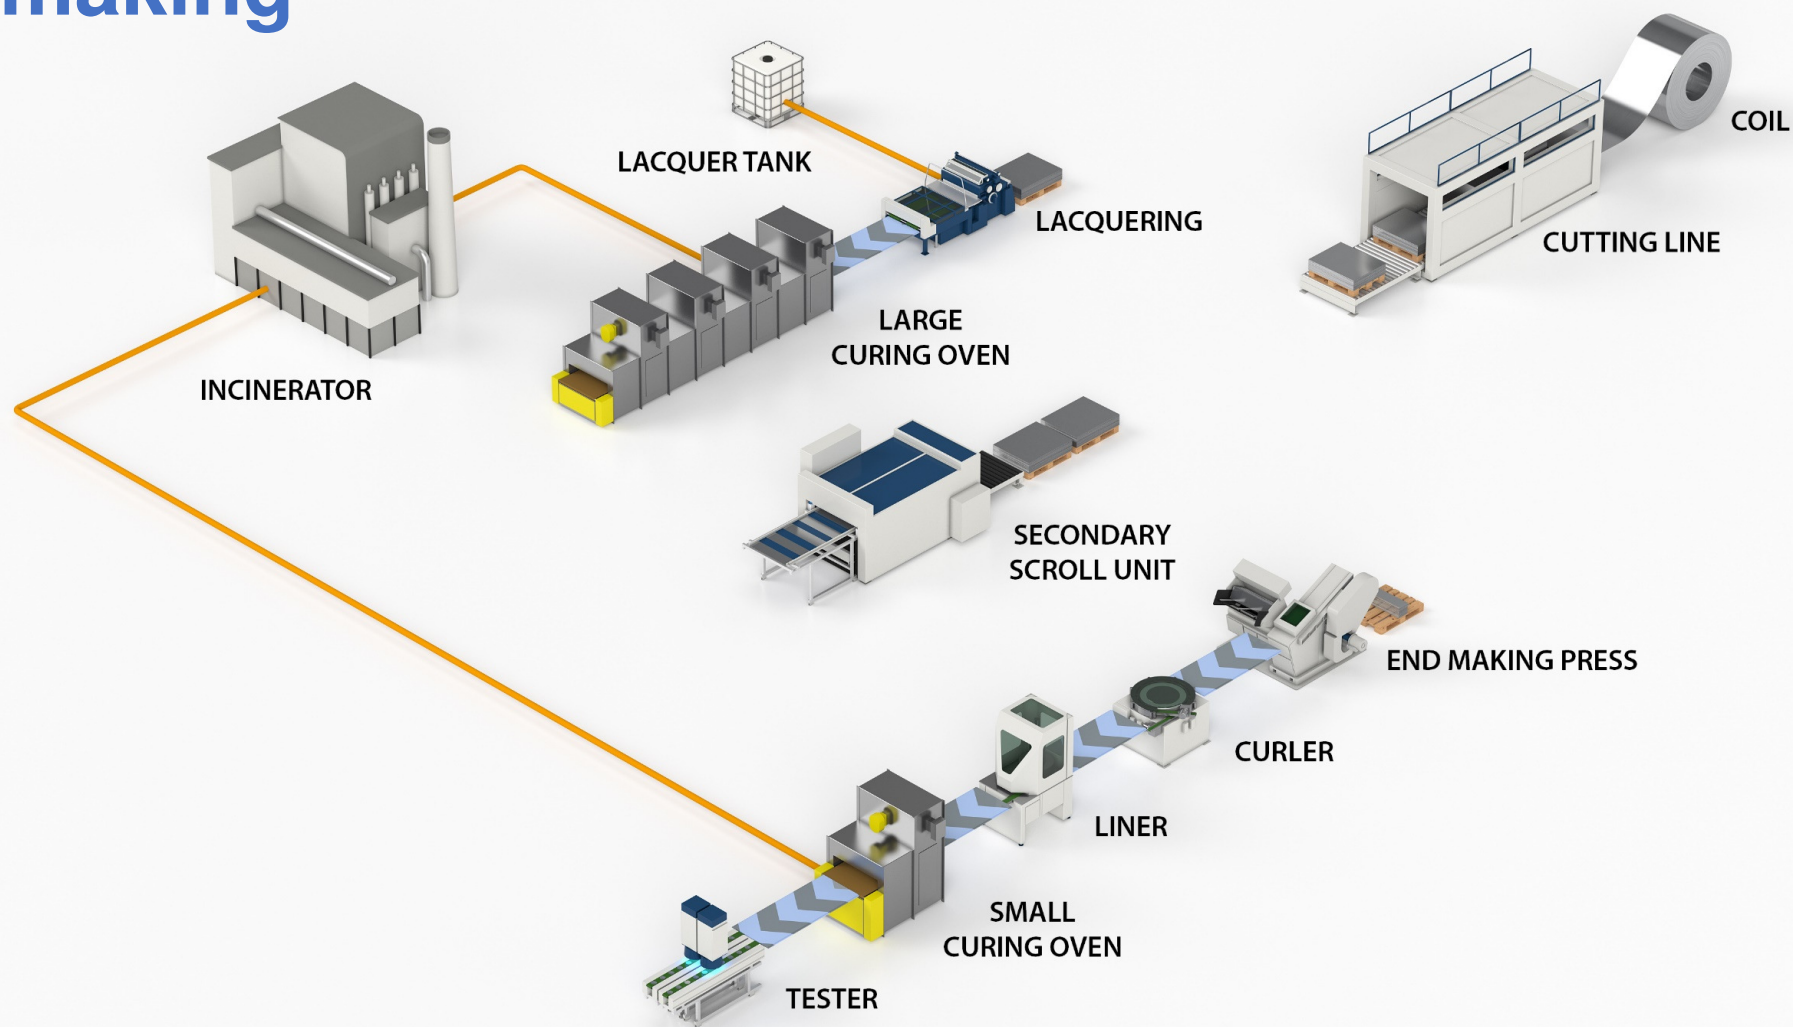 making
COIL
LACQUER TANK
LACQUERING
CUTTING LINE
LARGE
CURING OVEN
INCINERATOR
SECONDARY
SCROLL UNIT
END MAKING PRESS
CURLER
LINER
SMALL
CURING OVEN
TESTER